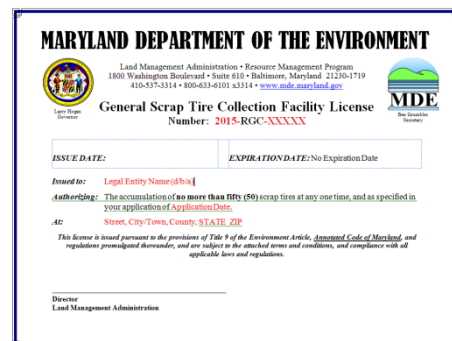 MARYLAND DEPARTMENT OF THE ENVIRONMENT
Land Management Administration • Resource Management Program
1800 Washington Boulevard • Suite 610 • Baltimore, Maryland 21230-1719
410-537-3314 • 800-633-6101 x3314 • www.mde.maryland.gov
Larry Hogan
Governor
General Scrap Tire Collection Facility License
Number: 2015-RGC-XXXXX
MDE
Ben Grumbles
Secretary
ISSUE DATE:
EXPIRATION DATE: No Expiration Date
Issued to: Legal Entity Name (d/b/a)
Authorizing: The accumulation of no more than fifty (50) scrap tires at any one time, and as specified in
your application of Application Date.
At: Street, City/Town, County, STATE ZIP
This license is issued pursuant to the provisions of Title 9 of the Environment Article, Annotated Code of Maryland, and
regulations promulgated thereunder, and are subject to the attached terms and conditions, and compliance with all
applicable laws and regulations.
Director
Land Management Administration